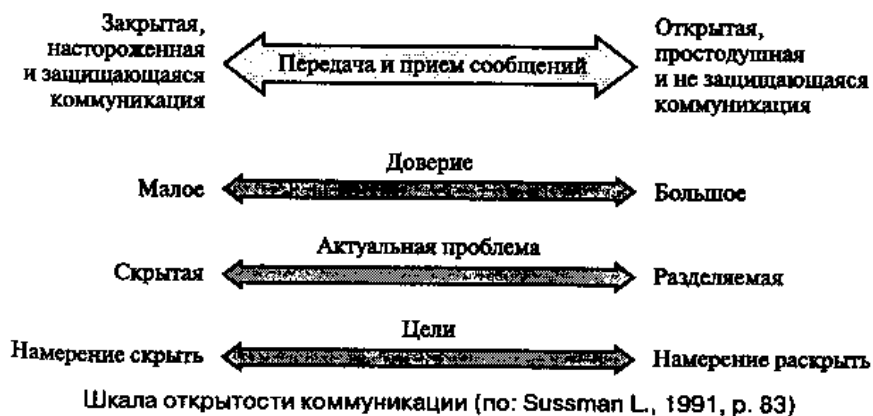 Закрытая,
настороженная
и защищающаяся
коммуникация
Передача и прием сообщений
Открытая,
простодушная
и не защищающаяся
коммуникация
Доверие
Малое
Большое
Актуальная проблема
Скрытая
Разделяемая
Цели
Намерение скрыть
Намерение раскрыть
Шкала открытости коммуникации (по: Sussman L., 1991, p. 83)